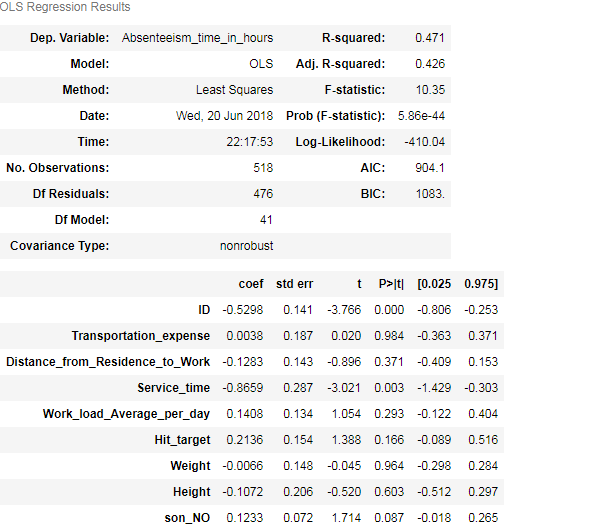 OLS Regression Results
Dep. Variable: Absenteeism_time_in_hours R-squared: 0.471
Model: OLS Adj. R-squared: 0.426
Method: Least Squares F-statistic: 10.35
Date: Wed, 20 Jun 2018 Prob (F-statistic): 5.86e-44
Time: 22:17:53 Log-Likelihood: -410.04
No. Observations: 518 AIC: 904.1
Df Residuals: 476 BIC: 1083.
Df Model: 41
Covariance Type: nonrobust
coef std err t P>|t| [0.025 0.975]
ID -0.5298 0.141 -3.766 0.000 -0.806 -0.253
Transportation_expense 0.0038 0.187 0.020 0.984 -0.363 0.371
Distance_from_Residence_to_Work -0.1283 0.143 -0.896 0.371 -0.409 0.153
Service_time -0.8659 0.287 -3.021 0.003 -1.429 -0.303
Work_load_Average_per_day 0.1408 0.134 1.054 0.293 -0.122 0.404
Hit_target 0.2136 0.154 1.388 0.166 -0.089 0.516
Weight -0.0066 0.148 -0.045 0.964 -0.298 0.284
Height -0.1072 0.206 -0.520 0.603 -0.512 0.297
son_NO 0.1233 0.072 1.714 0.087 -0.018 0.265